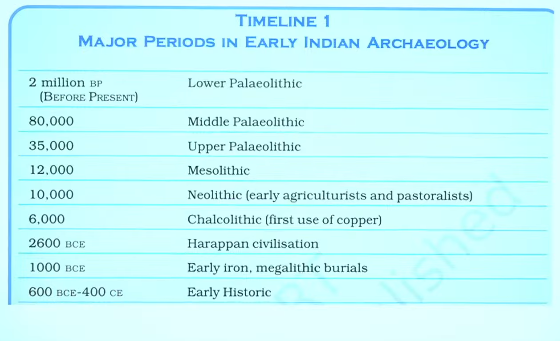 TIMELINE 1
MAJOR PERIODS IN EARLY INDIAN ARCHAEOLOGY
2 million BP Lower Palaeolithic
(BEFORE PRESENT)
80,000 Middle Palaeolithic
35,000 Upper Palaeolithic
12,000 Mesolithic
10,000 Neolithic (early agriculturists and pastoralists)
6,000 Chalcolithic (first use of copper)
2600 BCE Harappan civilisation
1000 BCE Early iron, megalithic burials
600 BCE-400 CE Early Historic